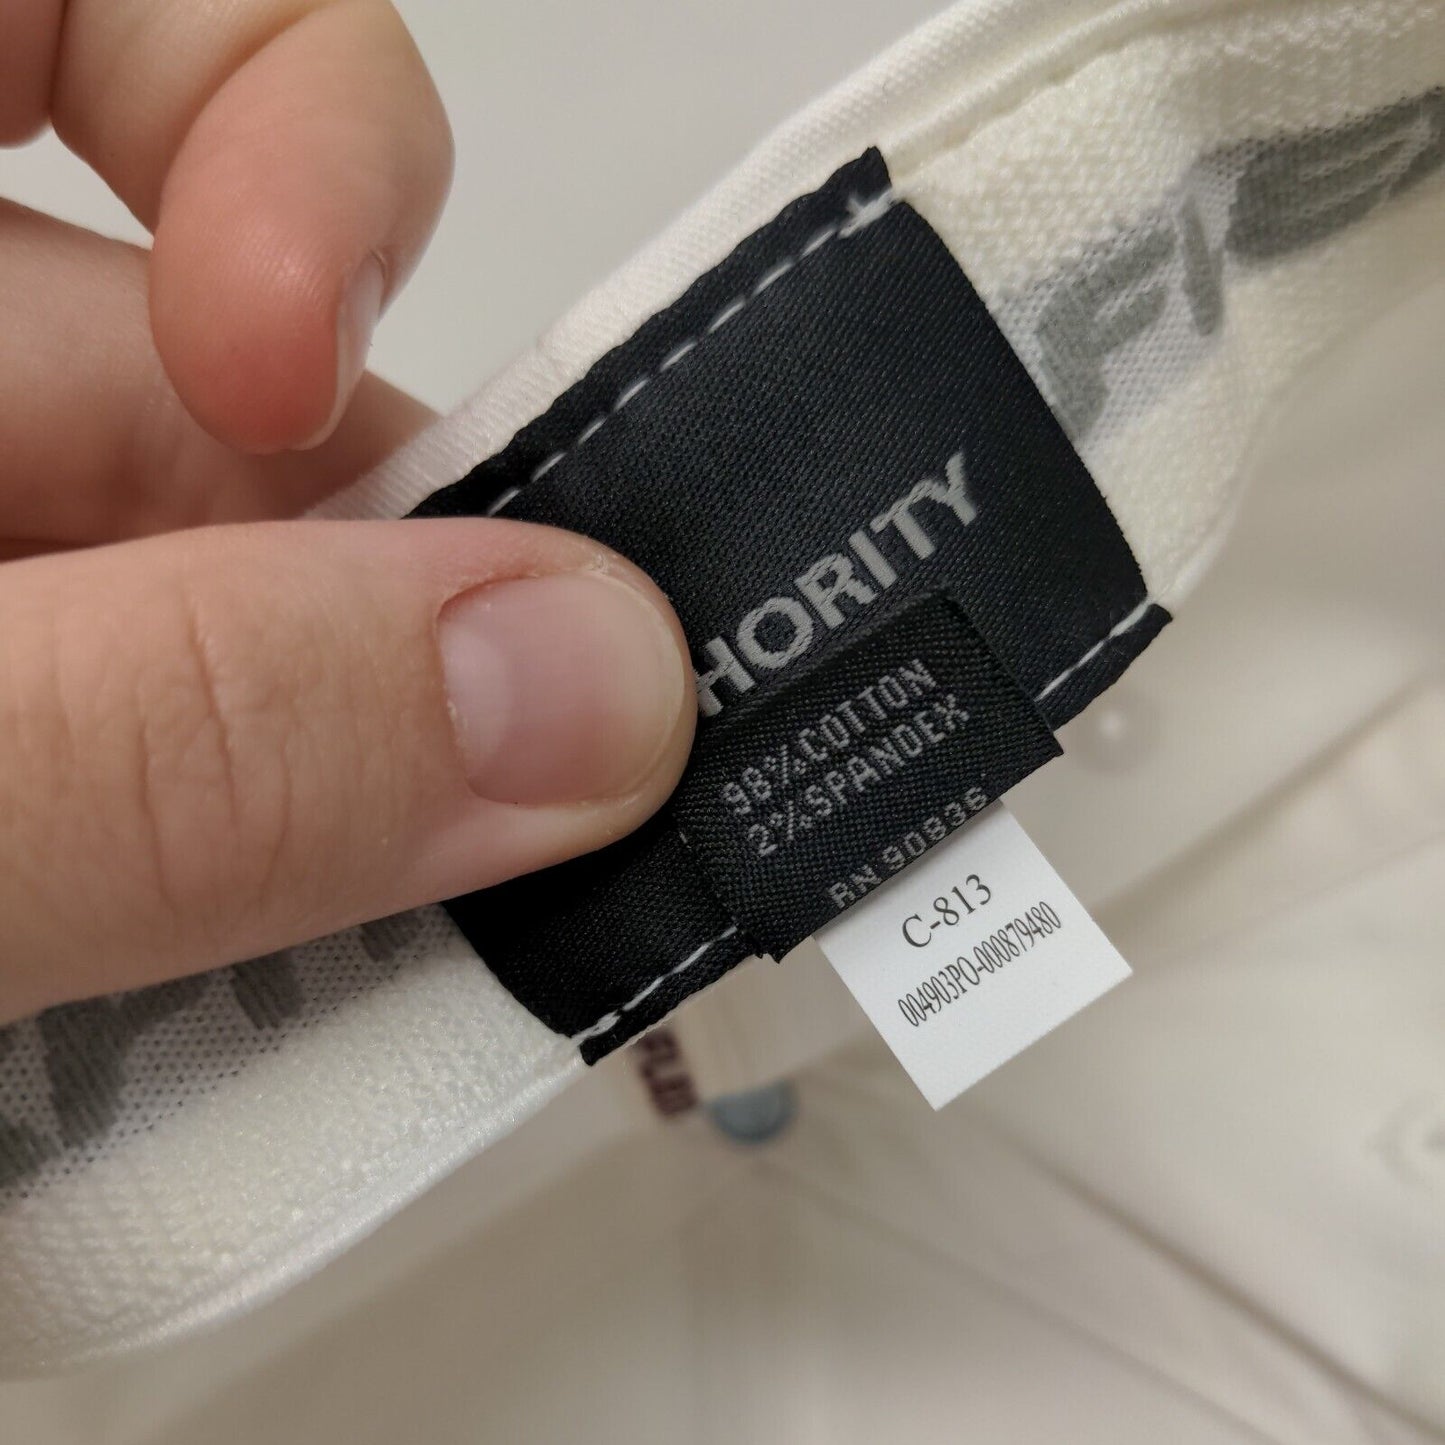 HORITY
98% COTTON
2% SPANDEX
RN 90836
C-813
004903PO-000879480